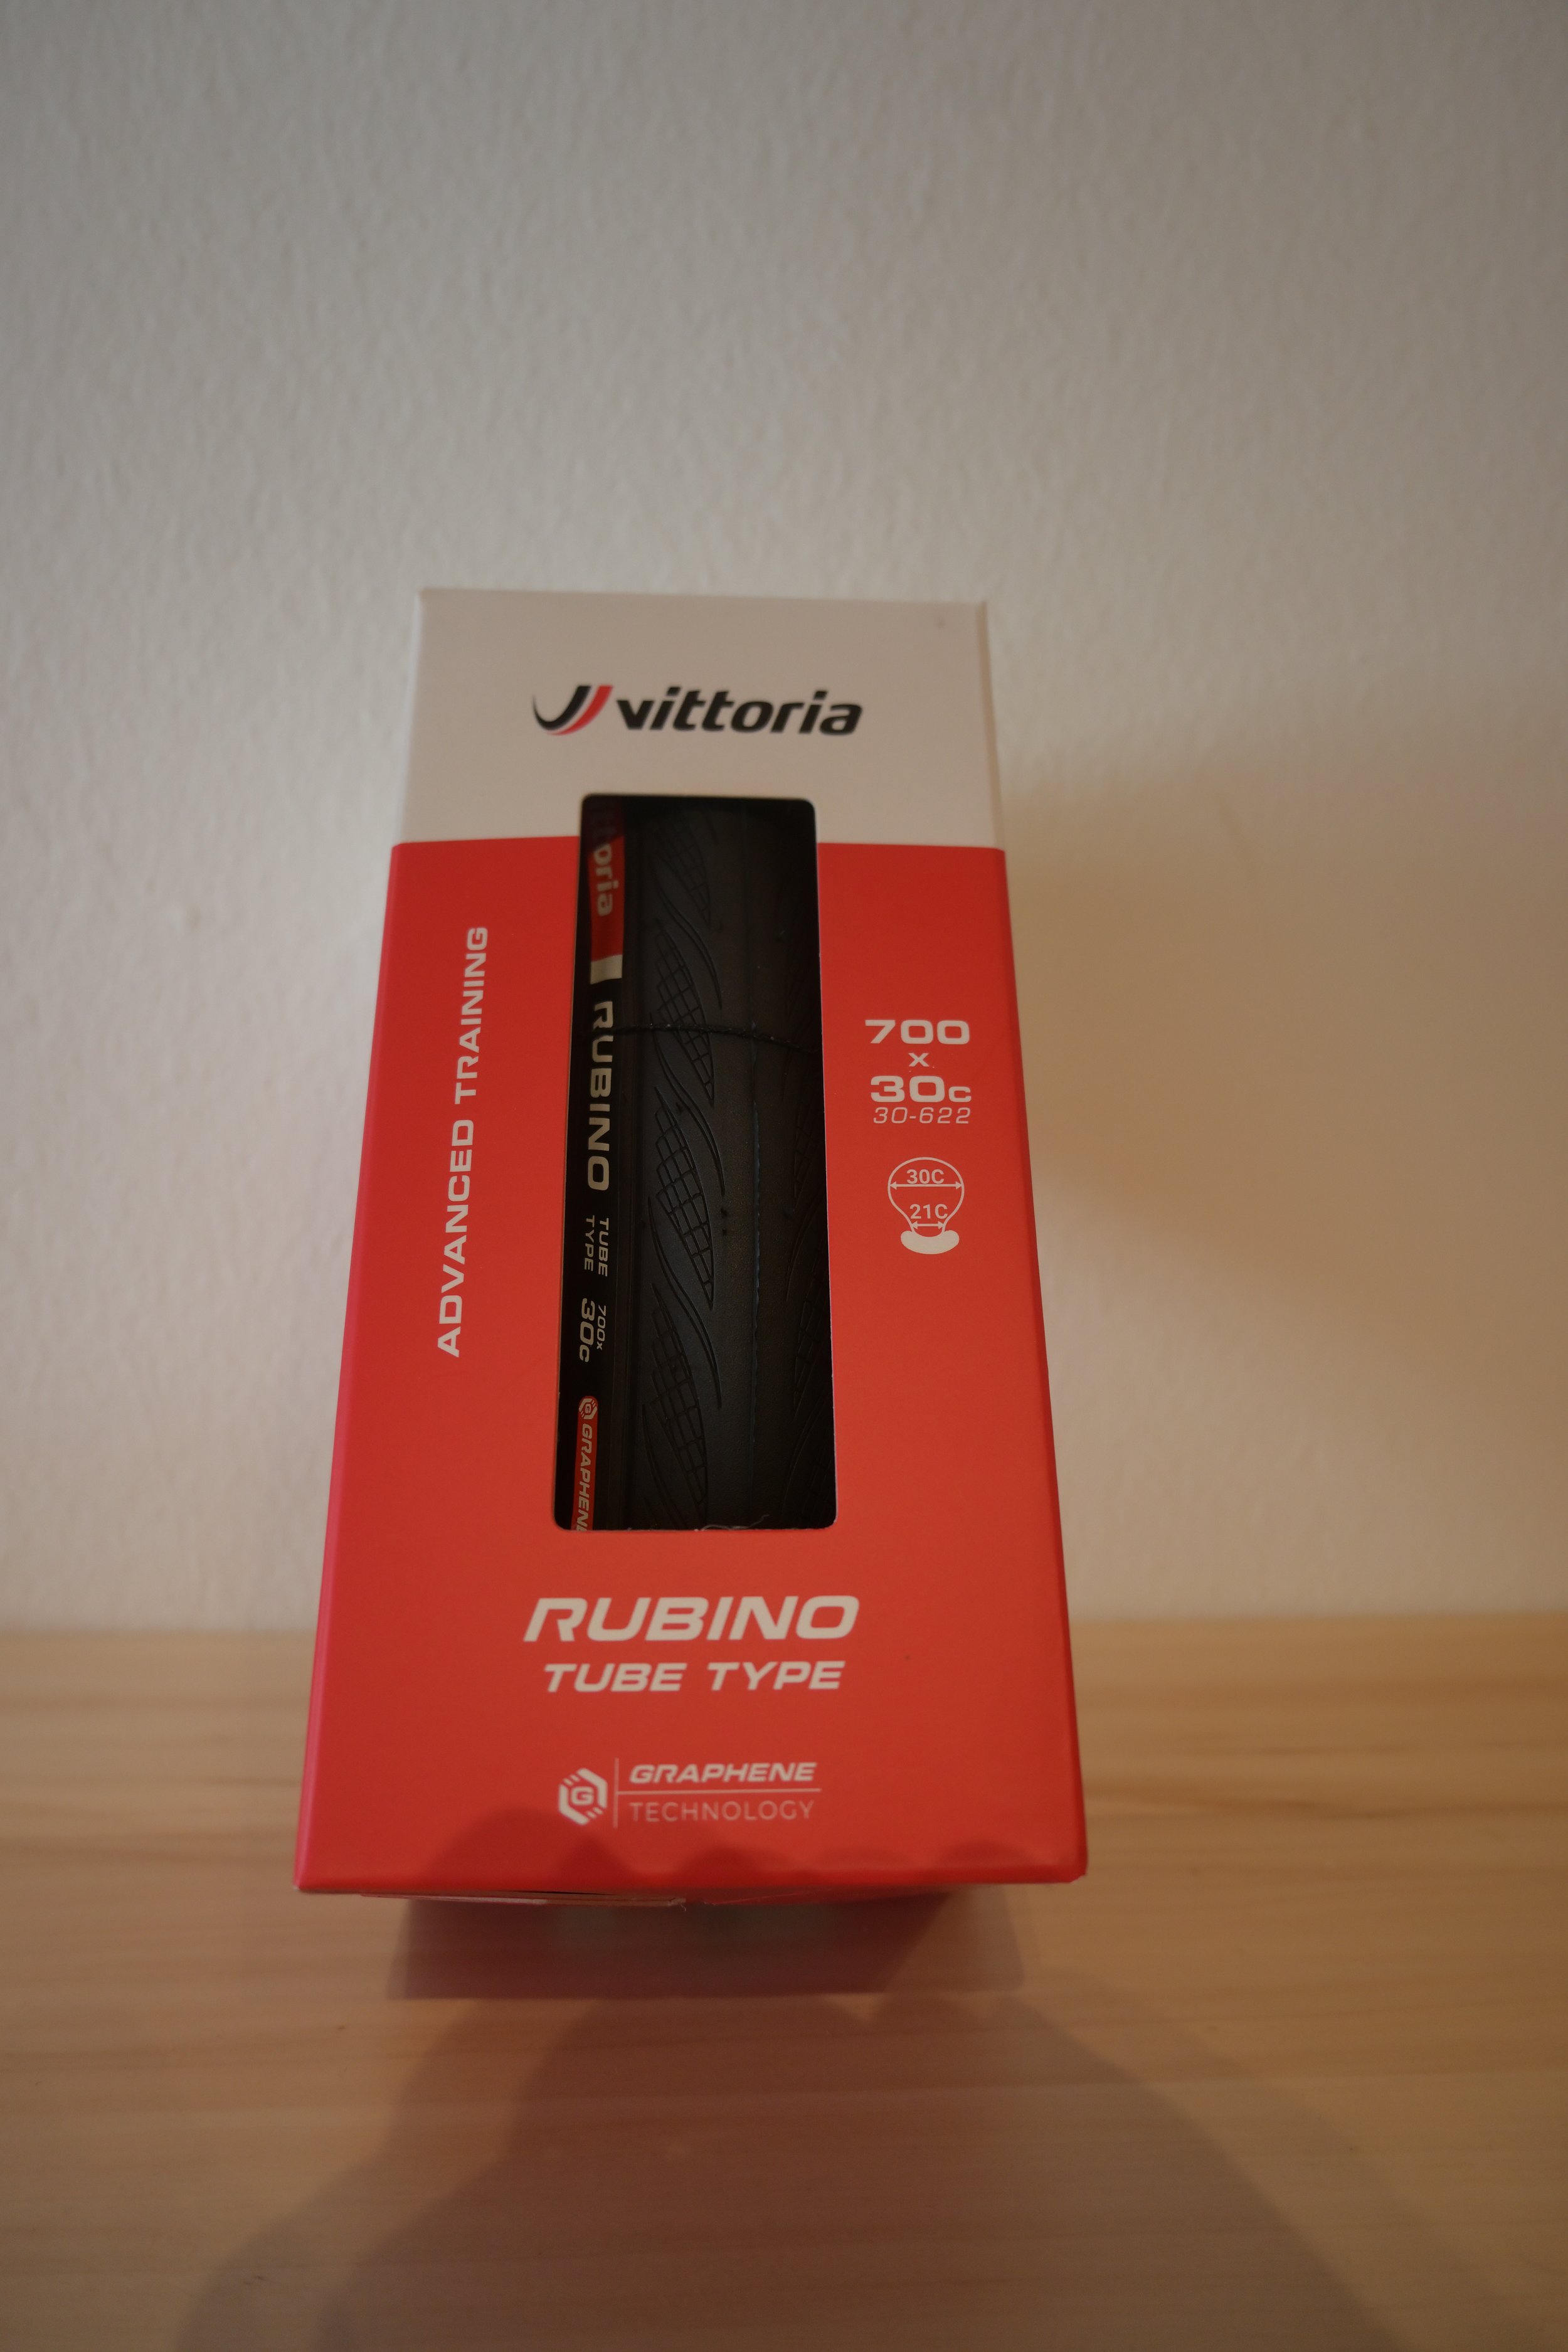 vittoria
ADVANCED TRAINING
ttoria
RUBINO
TUBE TYPE
700x
30c
GRAPHENE
700
x
30c
30-622
30C
21C
RUBINO
TUBE TYPE
G
GRAPHENE
TECHNOLOGY